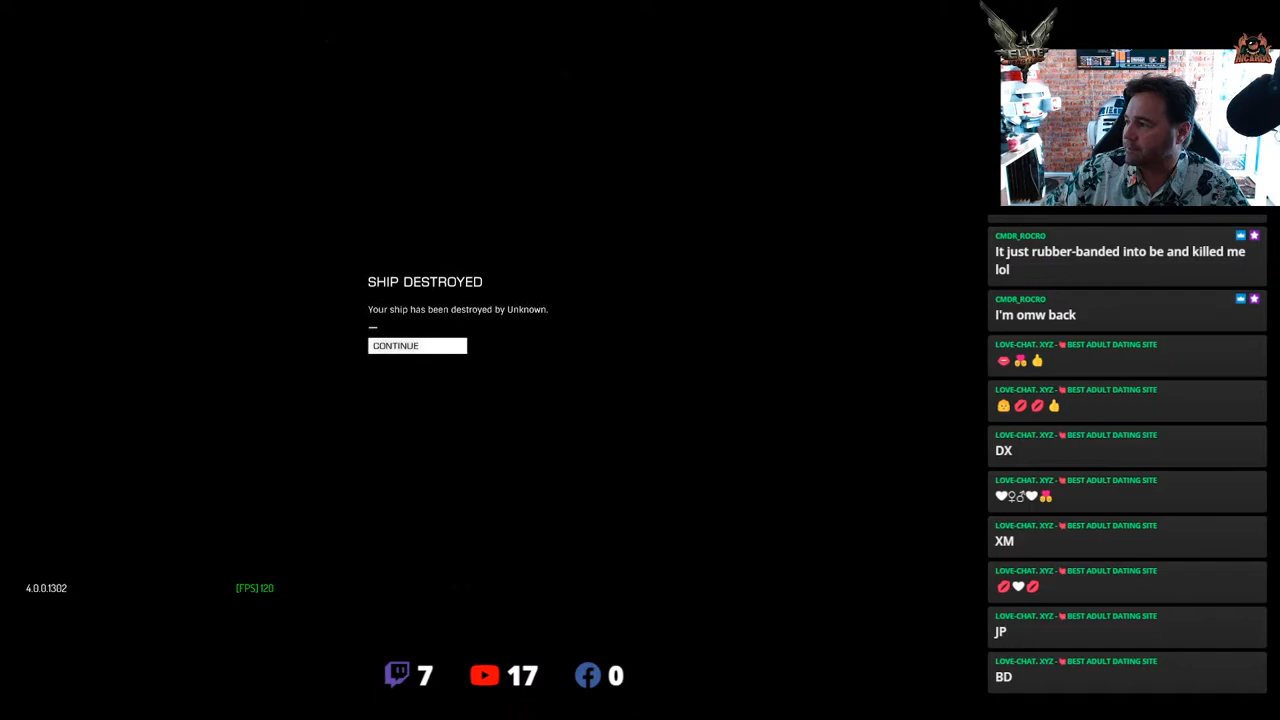 ELITE
RICARDO
SHIP DESTROYED
Your ship has been destroyed by Unknown.
CONTINUE
4.0.0.1302
[FPS] 120
7
17
0
CMDR_ROCRO
It just rubber-banded into be and killed me
lol
CMDR_ROCRO
I'm omw back
LOVE-CHAT. XYZ - 💘BEST ADULT DATING SITE
👄💏👍
LOVE-CHAT. XYZ - 💘BEST ADULT DATING SITE
💋💋👍
LOVE-CHAT. XYZ - 💘BEST ADULT DATING SITE
DX
LOVE-CHAT. XYZ - 💘BEST ADULT DATING SITE
🤍♀♂🤍💏
LOVE-CHAT. XYZ - 💘BEST ADULT DATING SITE
XM
LOVE-CHAT. XYZ - 💘BEST ADULT DATING SITE
💋🤍💋
LOVE-CHAT. XYZ - 💘BEST ADULT DATING SITE
JP
LOVE-CHAT. XYZ - 💘BEST ADULT DATING SITE
BD